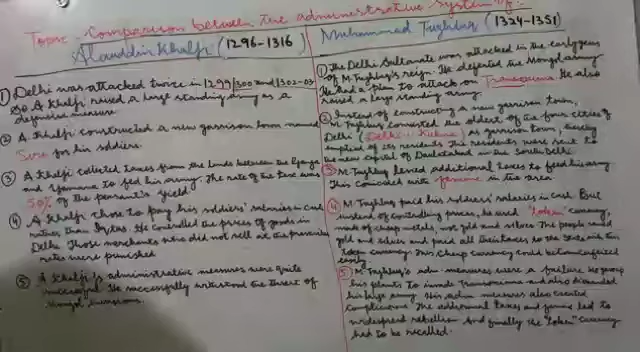 Topic - Comparison between the administrative system of:-
Alauddin Khalji (1296-1316)
① Delhi was attacked twice in 1299/1300 and 1302-03
So A. Khalji raised a large standing army as a
defensive measure
② A. Khalji constructed a new garrison town named
Siri for his soldiers.
③ A Khalji collected taxes from the lands between the Ganga
and Yamuna to fed his army. The rate of the tax was
50% of the peasant's yield
④ A Khalji chose to pay his soldiers' salaries in cash
rather than Iqtas. He controlled the prices of goods in
Delhi. Those merchants who did not sell at the prescribed
rates were punished
⑤ A Khalji's administrative measures were quite
successful. He successfully withstood the threat of
Mongol invasions.
Muhammad Tughluq (1324-1351)
① The Delhi Sultanate was attacked in the early years
of M. Tughluq's reign. He defeated the Mongol army
He had a plan to attack on Transoxiana. He also
raised a large standing army.
② Instead of constructing a new garrison town,
M. Tughluq converted the oldest of the four cities of
Delhi (Dehli-i Kuhna) as garrison town, thereby
emptied of its residents. The residents were sent to
the new capital of Daulatabad in the South Delhi
③ M Tughluq levied additional taxes to feed his army
This coincided with famine in the area.
④ M Tughluq paid his soldiers' salaries in cash. But
instead of controlling prices, he used "token" currency,
made of cheap metals, not gold and silver. The people saved
gold and silver and paid all their taxes to the State with this
token currency. This Cheap currency could be counterfeited
easily
⑤ M. Tughluq's adm. measures were a failure. He gave up
his plans to invade Transoxiana and also disbanded
his large army. His adm measures also created
complications. The additional taxes and famine led to
widespread rebellion. And finally the "token" currency
had to be recalled.